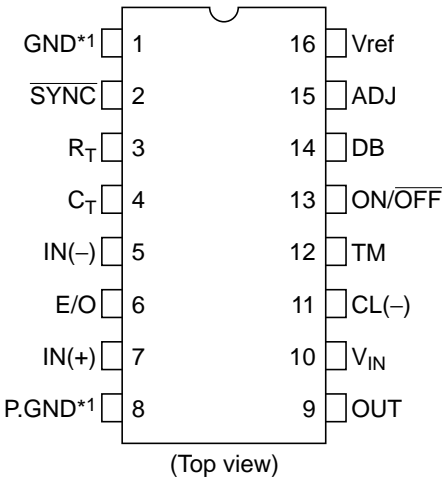 GND*1 1 16 Vref
SYNC 2 15 ADJ
RT 3 14 DB
CT 4 13 ON/OFF
IN(−) 5 12 TM
E/O 6 11 CL(−)
IN(+) 7 10 VIN
P.GND*1 8 9 OUT
(Top view)